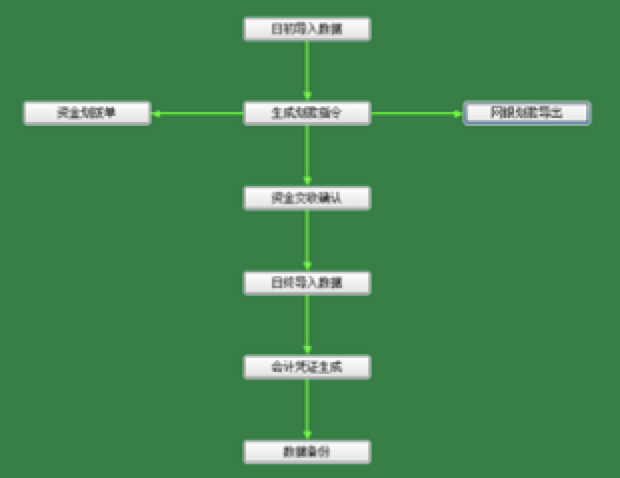 日初导入数据
资金划拨单
生成划款指令
网银划款导出
资金交收确认
日终导入数据
会计凭证生成
数据备份